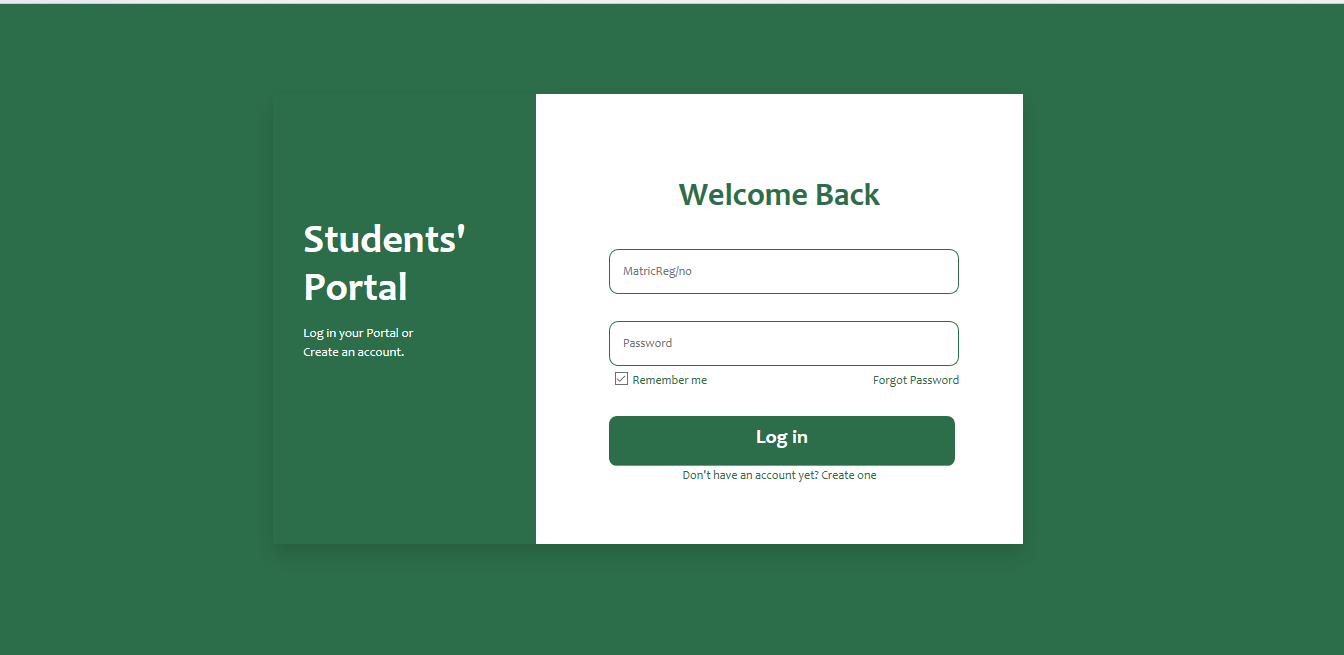 Students'
Portal
Log in your Portal or
Create an account.
Welcome Back
MatricReg/no
Password
Remember me
Forgot Password
Log in
Don't have an account yet? Create one